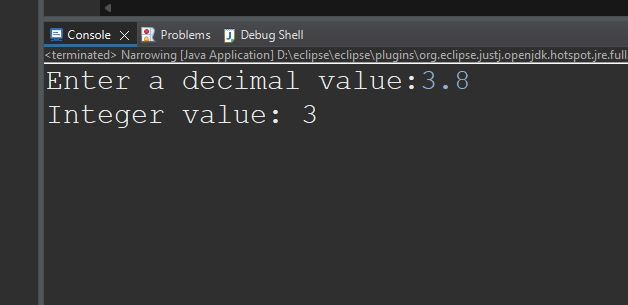 Console Problems Debug Shell
<terminated> Narrowing [Java Application] D:\eclipse\eclipse\plugins\org.eclipse.justj.openjdk.hotspot.jre.full
Enter a decimal value:3.8
Integer value: 3